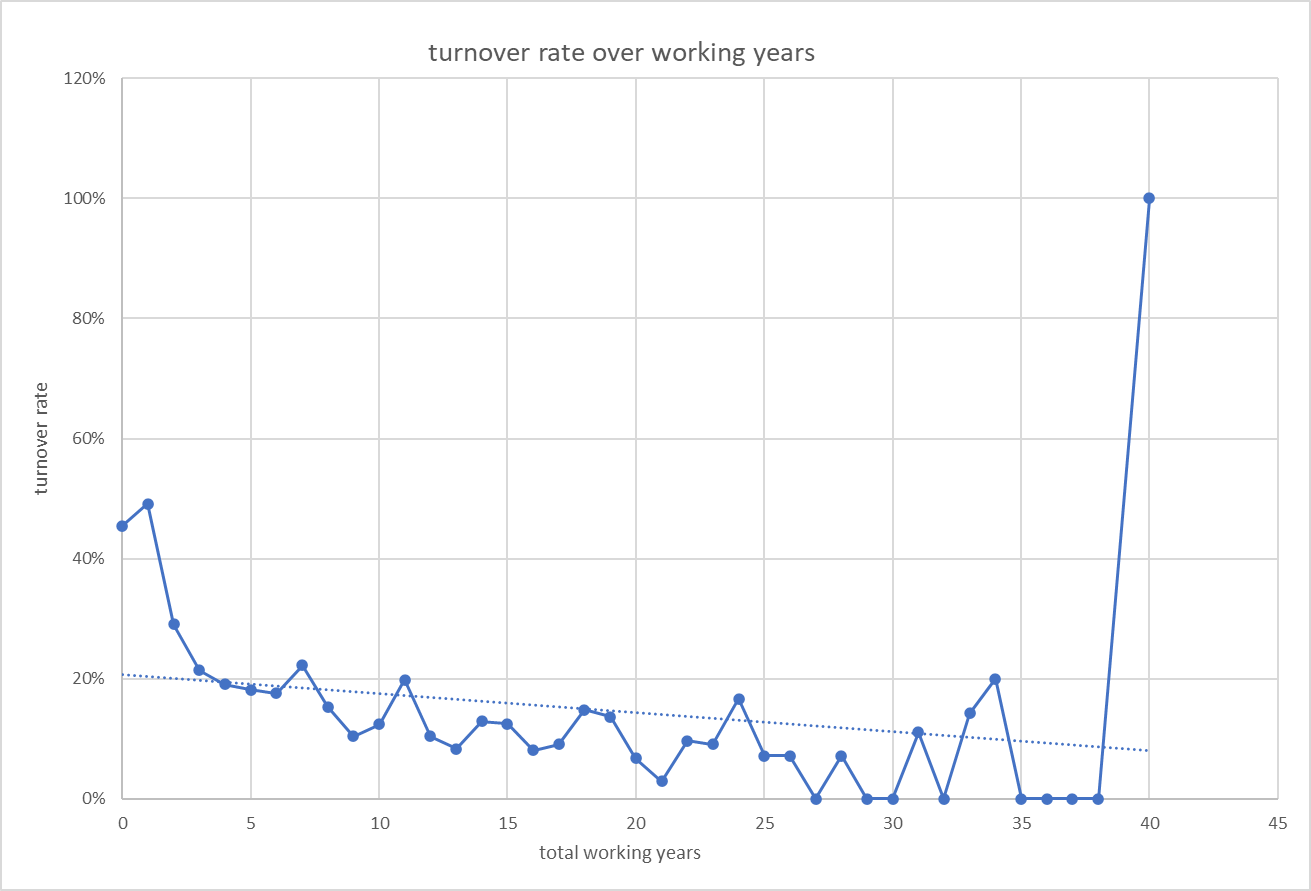 turnover rate over working years
120%
100%
80%
60%
40%
20%
0%
turnover rate
0 5 10 15 20 25 30 35 40 45
total working years